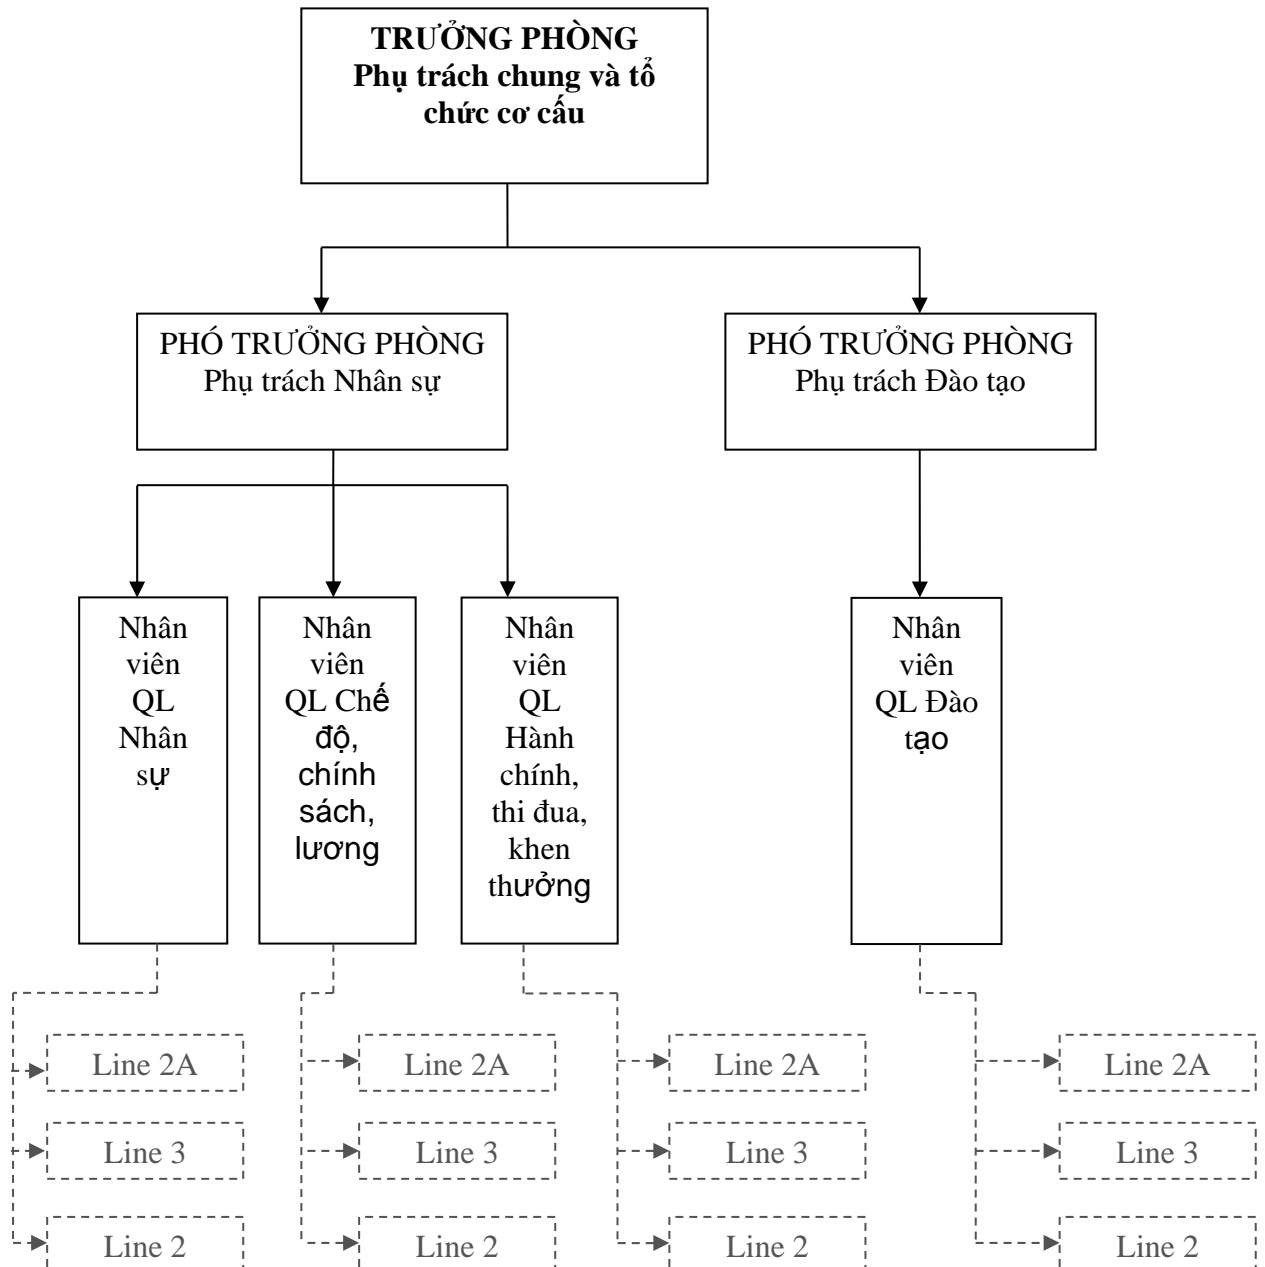 TRƯỞNG PHÒNG
Phụ trách chung và tổ
chức cơ cấu
PHÓ TRƯỞNG PHÒNG
Phụ trách Nhân sự
PHÓ TRƯỞNG PHÒNG
Phụ trách Đào tạo
Nhân
viên
QL
Nhân
sự
Nhân
viên
QL Chế
độ,
chính
sách,
lương
Nhân
viên
QL
Hành
chính,
thi đua,
khen
thưởng
Nhân
viên
QL Đào
tạo
Line 2A
Line 2A
Line 2A
Line 2A
Line 3
Line 3
Line 3
Line 3
Line 2
Line 2
Line 2
Line 2